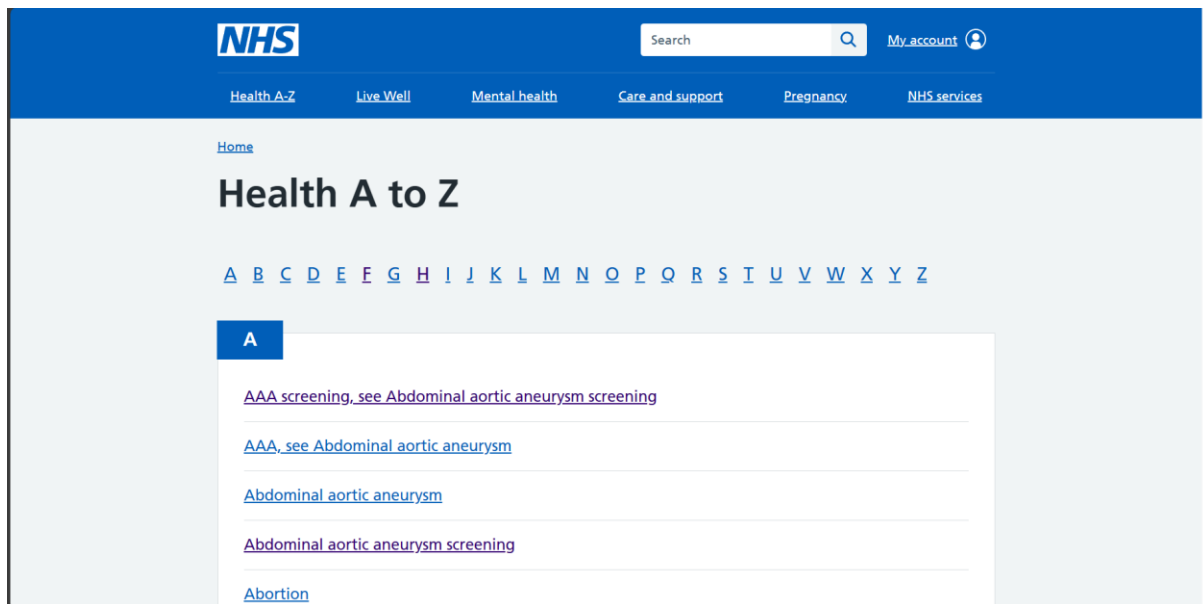 NHS
Search
My account
Health A-Z Live Well Mental health Care and support Pregnancy NHS services
Home
Health A to Z
A B C D E F G H I J K L M N O P Q R S T U V W X Y Z
A
AAA screening, see Abdominal aortic aneurysm screening
AAA, see Abdominal aortic aneurysm
Abdominal aortic aneurysm
Abdominal aortic aneurysm screening
Abortion